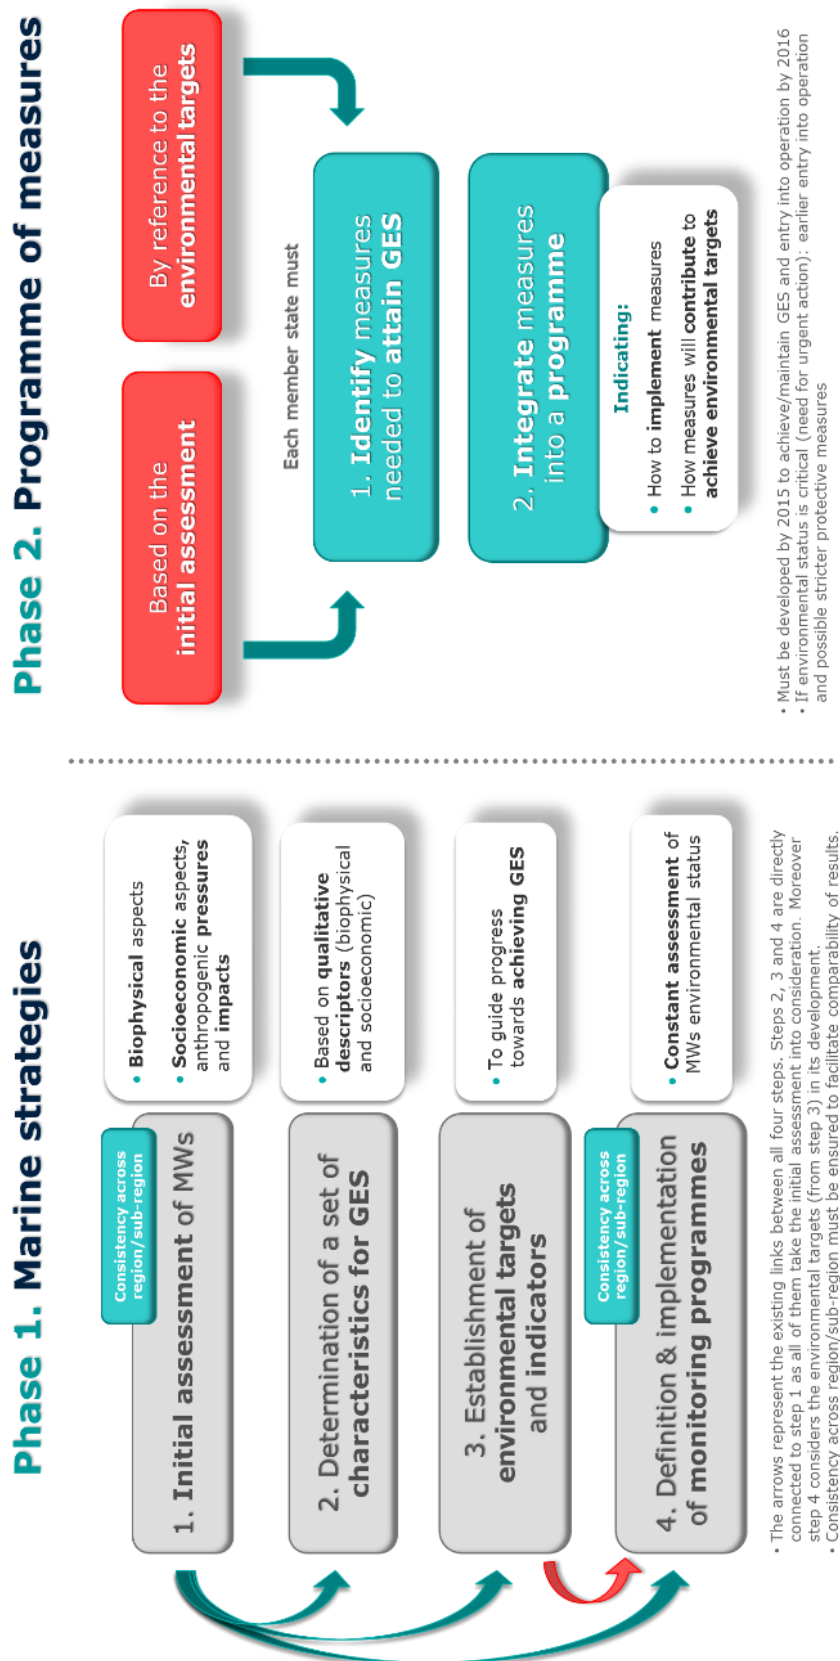 Phase 1. Marine strategies
Consistency across
region/sub-region
1. Initial assessment of MWs
• Biophysical aspects
• Socioeconomic aspects,
anthropogenic pressures
and impacts
2. Determination of a set of
characteristics for GES
• Based on qualitative
descriptors (biophysical
and socioeconomic)
3. Establishment of
environmental targets
and indicators
• To guide progress
towards achieving GES
Consistency across
region/sub-region
4. Definition & implementation
of monitoring programmes
• Constant assessment of
MWs environmental status
• The arrows represent the existing links between all four steps. Steps 2, 3 and 4 are directly
connected to step 1 as all of them take the initial assessment into consideration. Moreover
step 4 considers the environmental targets (from step 3) in its development.
• Consistency across region/sub-region must be ensured to facilitate comparability of results.
Phase 2. Programme of measures
Based on the
initial assessment
By reference to the
environmental targets
Each member state must
1. Identify measures
needed to attain GES
2. Integrate measures
into a programme
Indicating:
• How to implement measures
• How measures will contribute to
achieve environmental targets
• Must be developed by 2015 to achieve/maintain GES and entry into operation by 2016
• If environmental status is critical (need for urgent action): earlier entry into operation
and possible stricter protective measures